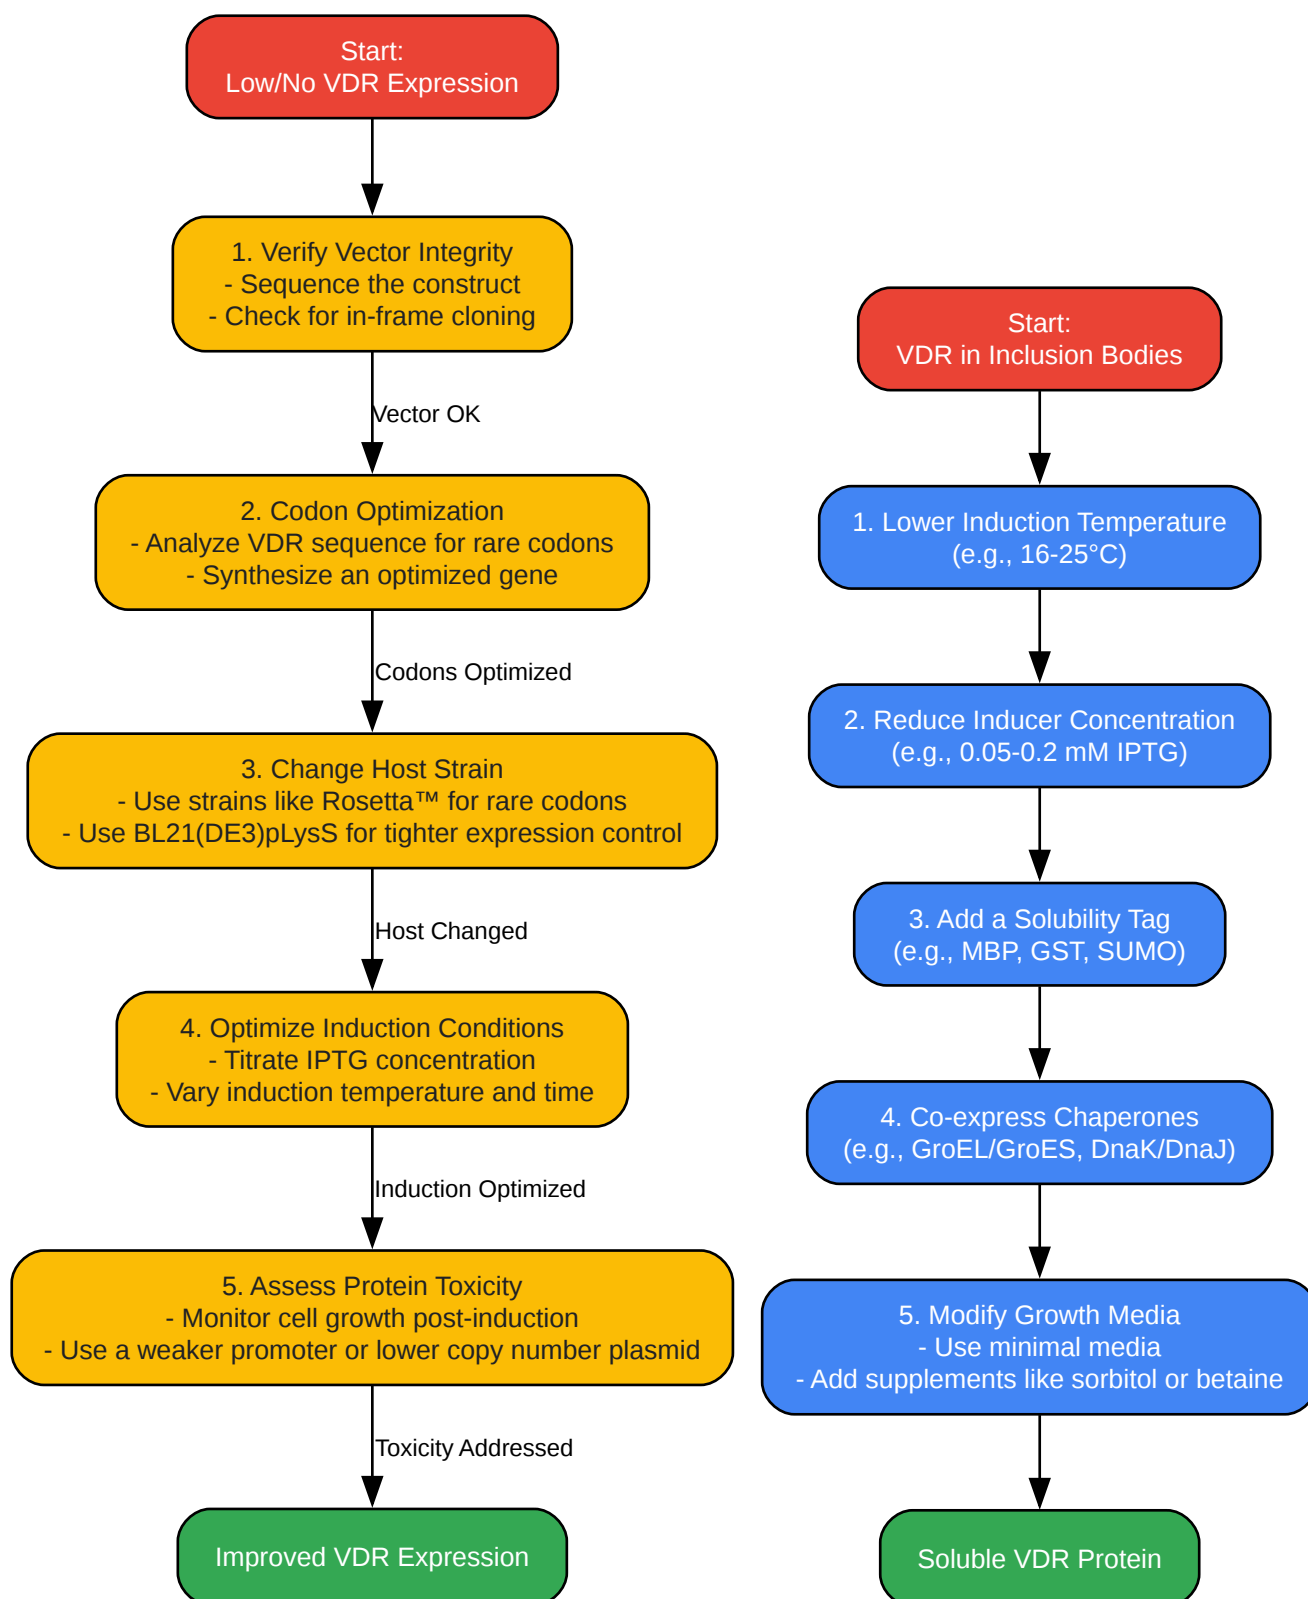 Start:
Low/No VDR Expression
1. Verify Vector Integrity
- Sequence the construct
- Check for in-frame cloning
Vector OK
2. Codon Optimization
- Analyze VDR sequence for rare codons
- Synthesize an optimized gene
Codons Optimized
3. Change Host Strain
- Use strains like Rosetta™ for rare codons
- Use BL21(DE3)pLysS for tighter expression control
Host Changed
4. Optimize Induction Conditions
- Titrate IPTG concentration
- Vary induction temperature and time
Induction Optimized
5. Assess Protein Toxicity
- Monitor cell growth post-induction
- Use a weaker promoter or lower copy number plasmid
Toxicity Addressed
Improved VDR Expression
Start:
VDR in Inclusion Bodies
1. Lower Induction Temperature
(e.g., 16-25°C)
2. Reduce Inducer Concentration
(e.g., 0.05-0.2 mM IPTG)
3. Add a Solubility Tag
(e.g., MBP, GST, SUMO)
4. Co-express Chaperones
(e.g., GroEL/GroES, DnaK/DnaJ)
5. Modify Growth Media
- Use minimal media
- Add supplements like sorbitol or betaine
Soluble VDR Protein